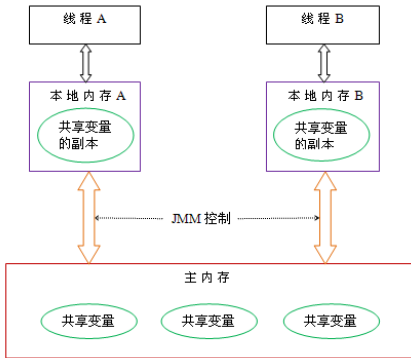 线程 A
线程 B
本地内存 A
本地内存 B
共享变量
的副本
共享变量
的副本
JMM 控制
主内存
共享变量
共享变量
共享变量